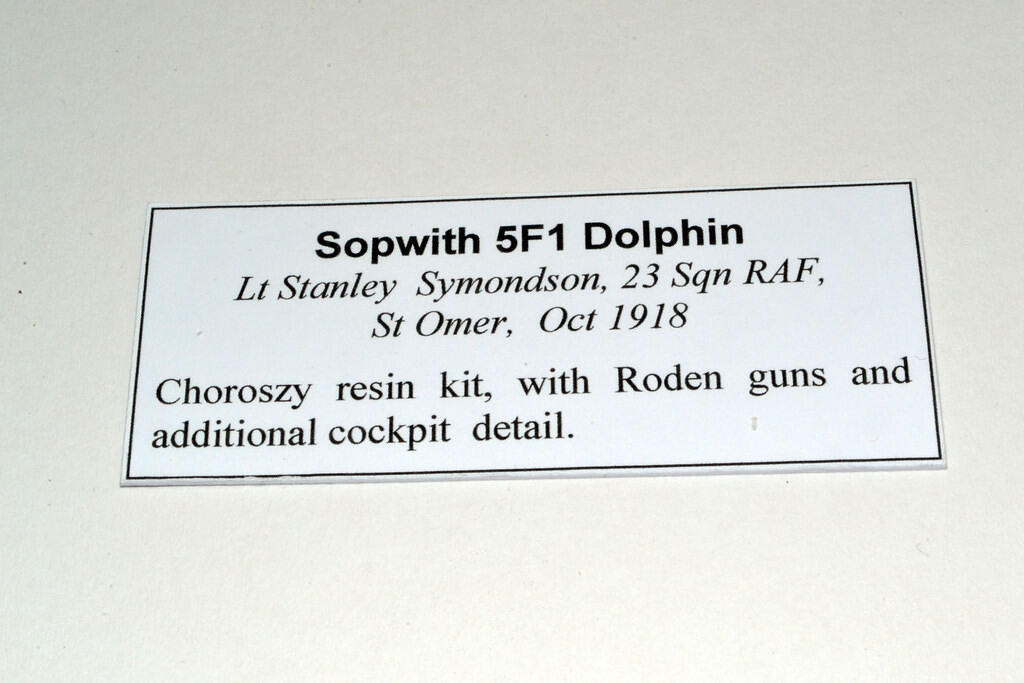 Sopwith 5F1 Dolphin
Lt Stanley Symondson, 23 Sqn RAF,
St Omer, Oct 1918
Choroszy resin kit, with Roden guns and
additional cockpit detail.